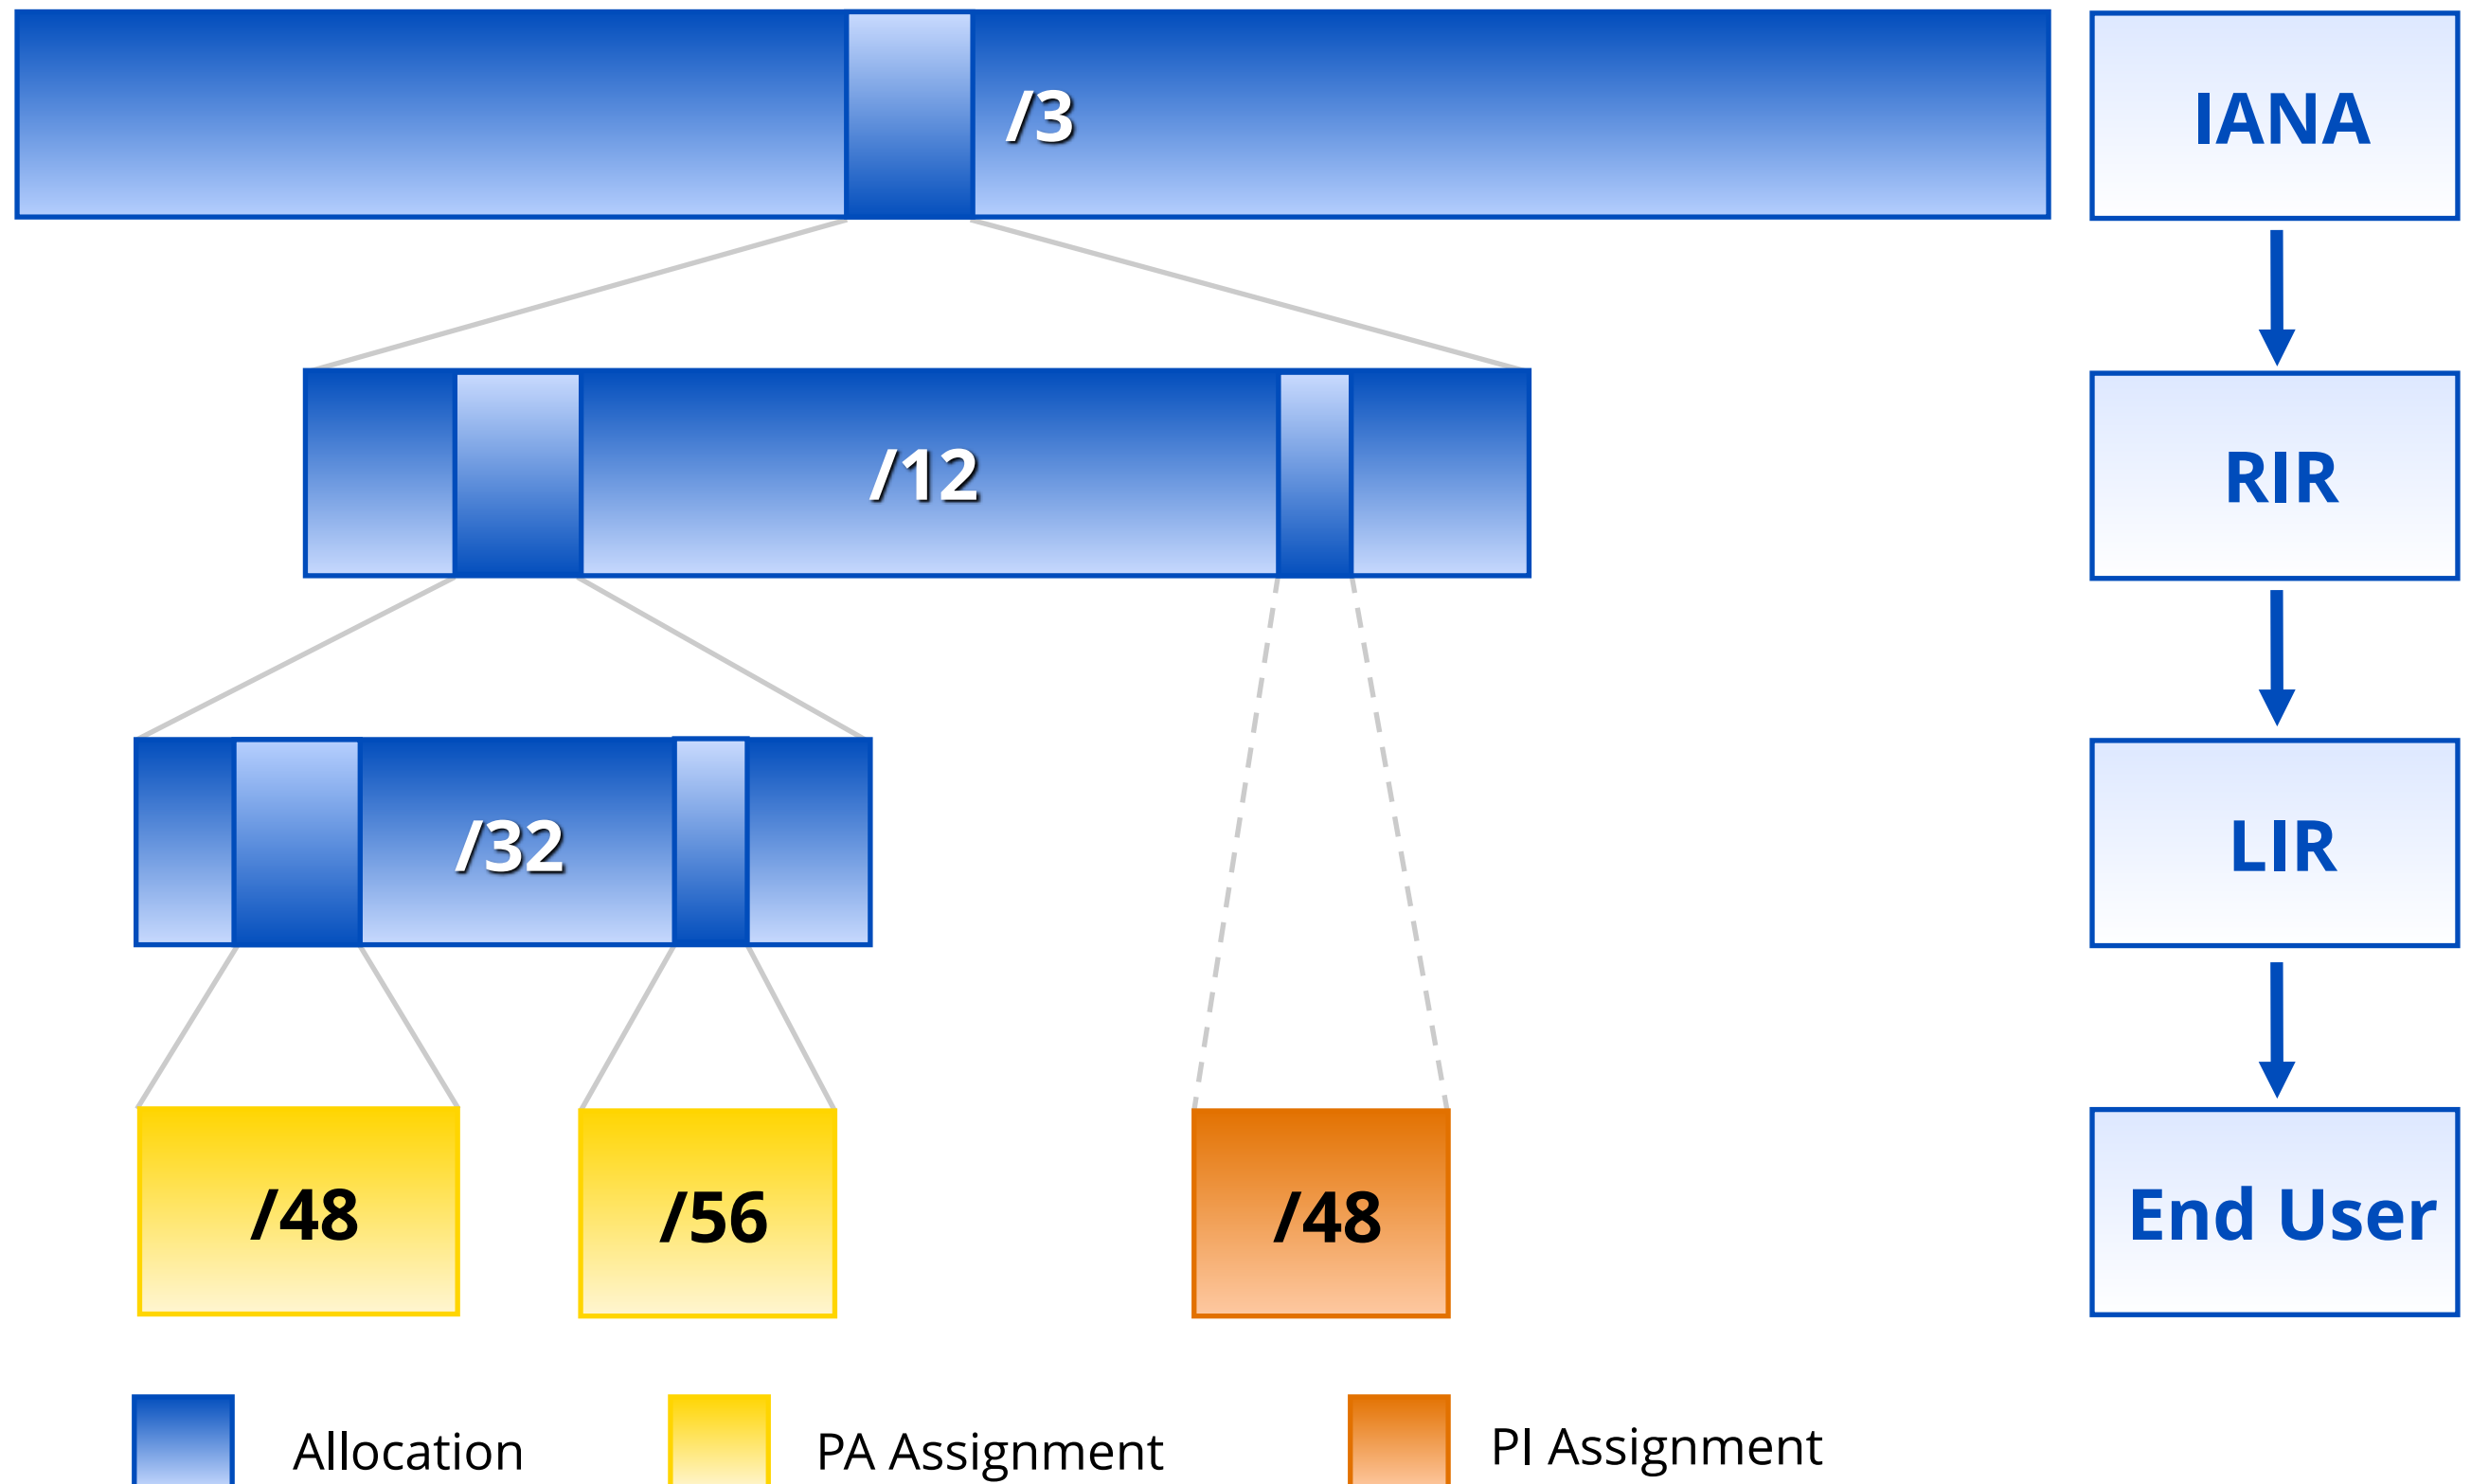 /3
IANA
/12
RIR
/32
LIR
/48
/56
/48
End User
Allocation
PA Assignment
PI Assignment